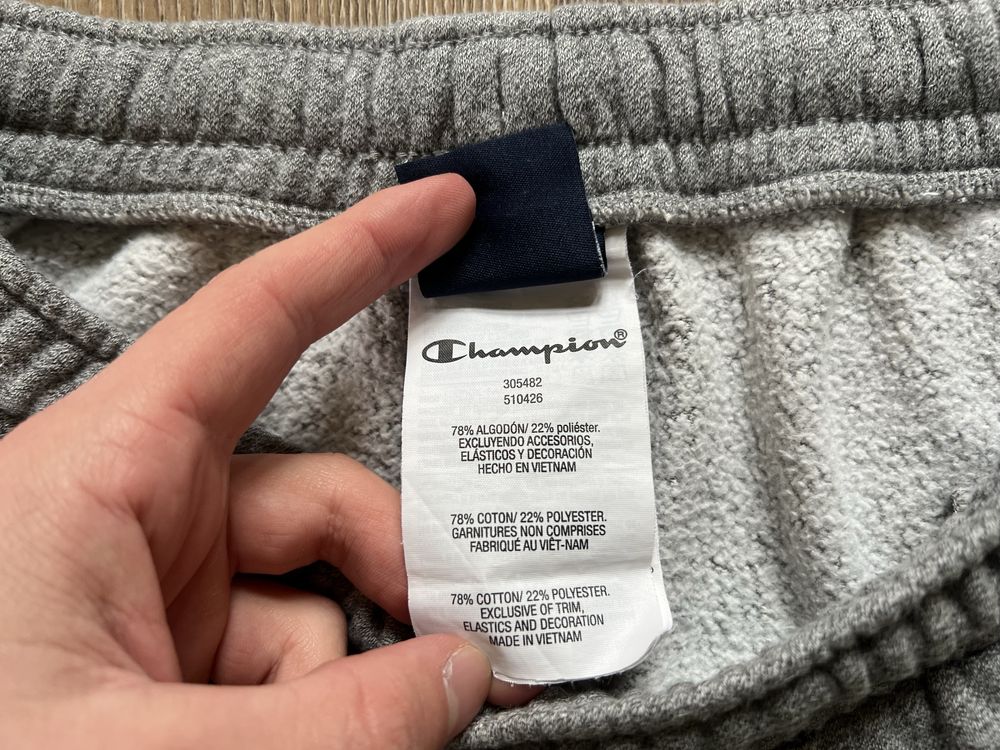 Champion®
305482
510426
78% ALGODÓN/ 22% poliéster.
EXCLUYENDO ACCESORIOS,
ELÁSTICOS Y DECORACIÓN
HECHO EN VIETNAM
78% COTON/ 22% POLYESTER.
GARNITURES NON COMPRISES
FABRIQUÉ AU VIÊT-NAM
78% COTTON/ 22% POLYESTER.
EXCLUSIVE OF TRIM,
ELASTICS AND DECORATION
MADE IN VIETNAM